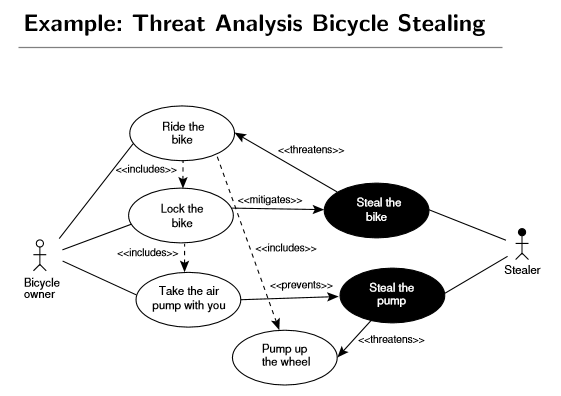 Example: Threat Analysis Bicycle Stealing
Ride the
bike
<<threatens>>
<<includes>>
<<mitigates>>
Lock the
bike
Steal the
bike
<<includes>>
<<includes>>
Bicycle
owner
Stealer
Take the air
pump with you
<<prevents>>
Steal the
pump
Pump up
the wheel
<<threatens>>